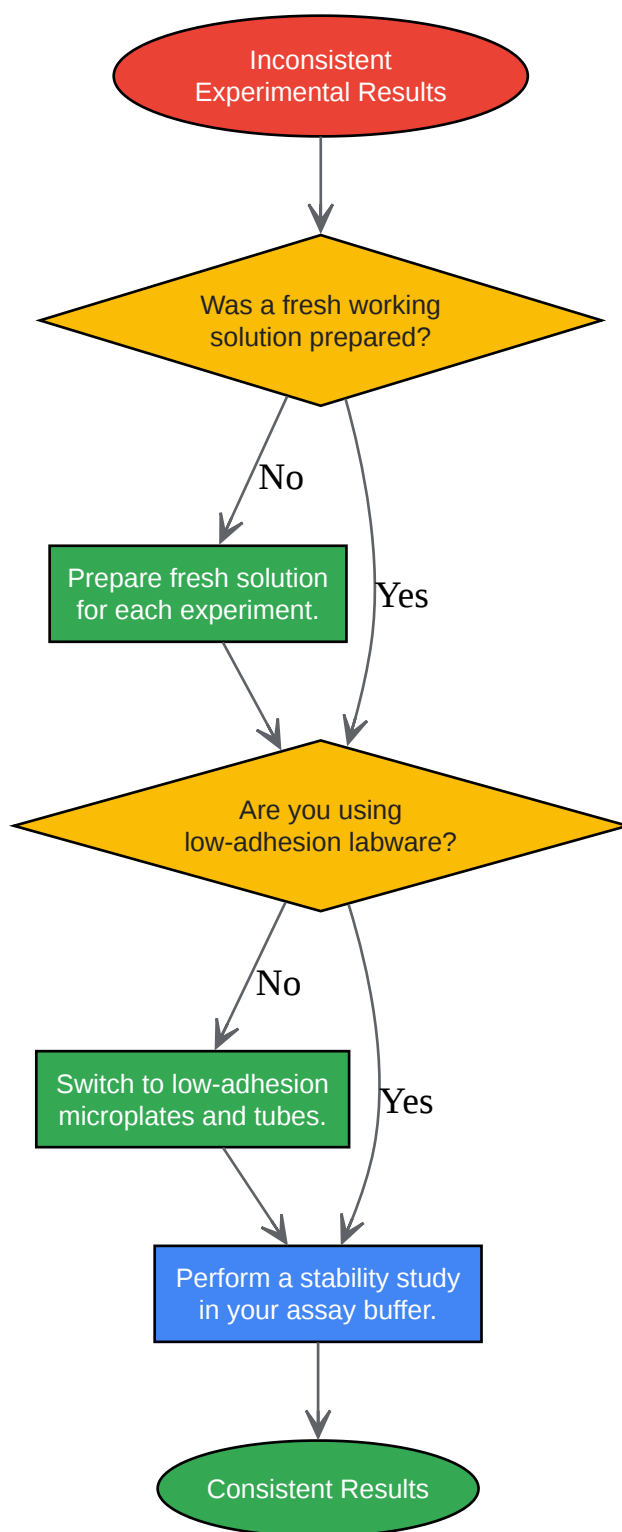 Inconsistent
Experimental Results
Was a fresh working
solution prepared?
No
Prepare fresh solution
for each experiment.
Yes
Are you using
low-adhesion labware?
No
Switch to low-adhesion
microplates and tubes.
Yes
Perform a stability study
in your assay buffer.
Consistent Results